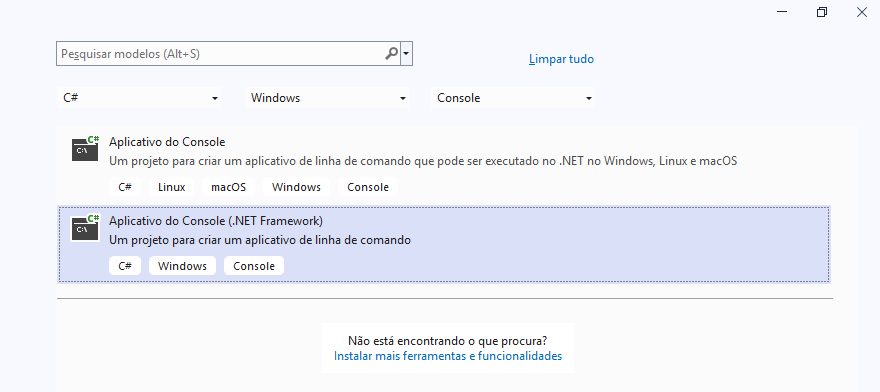 Pesquisar modelos (Alt+S)
Limpar tudo
C#
Windows
Console
C#
C:\
Aplicativo do Console
Um projeto para criar um aplicativo de linha de comando que pode ser executado no .NET no Windows, Linux e macOS
C# Linux macOS Windows Console
C#
C:\
Aplicativo do Console (.NET Framework)
Um projeto para criar um aplicativo de linha de comando
C# Windows Console
Não está encontrando o que procura?
Instalar mais ferramentas e funcionalidades